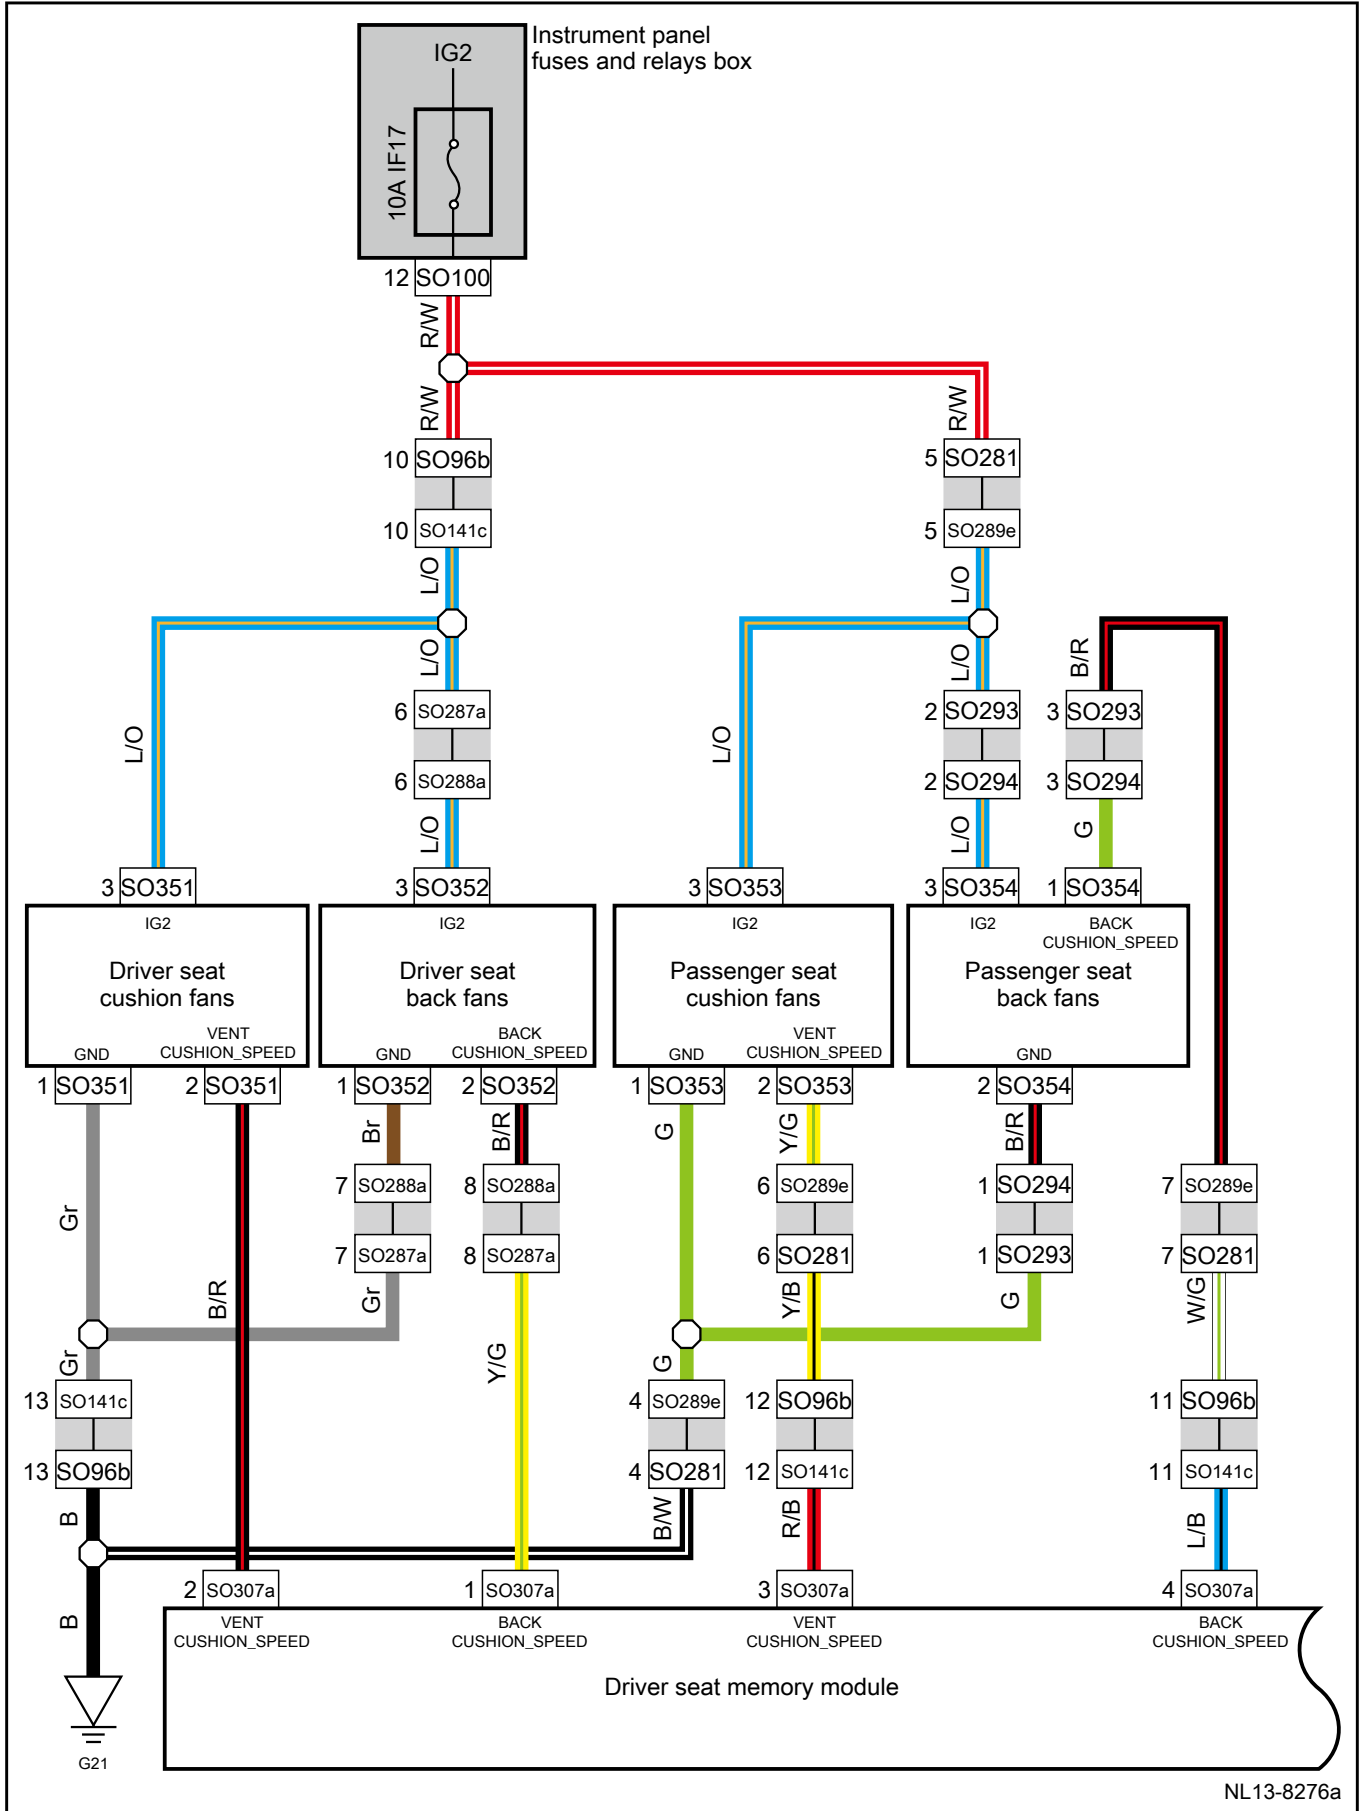 Instrument panel
fuses and relays box
IG2
10A IF17
12 SO100
R/W
R/W
R/W
10 SO96b
5 SO281
10 SO141c
5 SO289e
L/O
L/O
L/O
L/O
B/R
6 SO287a
2 SO293
3 SO293
L/O
L/O
6 SO288a
2 SO294
3 SO294
L/O
L/O
G
3 SO351
3 SO352
3 SO353
3 SO354
1 SO354
IG2
IG2
IG2
IG2
BACK
CUSHION_SPEED
Driver seat
cushion fans
Driver seat
back fans
Passenger seat
cushion fans
Passenger seat
back fans
GND
VENT
CUSHION_SPEED
GND
BACK
CUSHION_SPEED
GND
VENT
CUSHION_SPEED
GND
1 SO351
2 SO351
1 SO352
2 SO352
1 SO353
2 SO353
2 SO354
Br
B/R
G
Y/G
B/R
7 SO288a
8 SO288a
6 SO289e
1 SO294
7 SO289e
Gr
7 SO287a
8 SO287a
6 SO281
1 SO293
7 SO281
B/R
Gr
Y/B
G
W/G
Gr
Y/G
G
13 SO141c
4 SO289e
12 SO96b
11 SO96b
13 SO96b
4 SO281
12 SO141c
11 SO141c
B
B/W
R/B
L/B
2 SO307a
1 SO307a
3 SO307a
4 SO307a
B
VENT
CUSHION_SPEED
BACK
CUSHION_SPEED
VENT
CUSHION_SPEED
BACK
CUSHION_SPEED
Driver seat memory module
G21
NL13-8276a